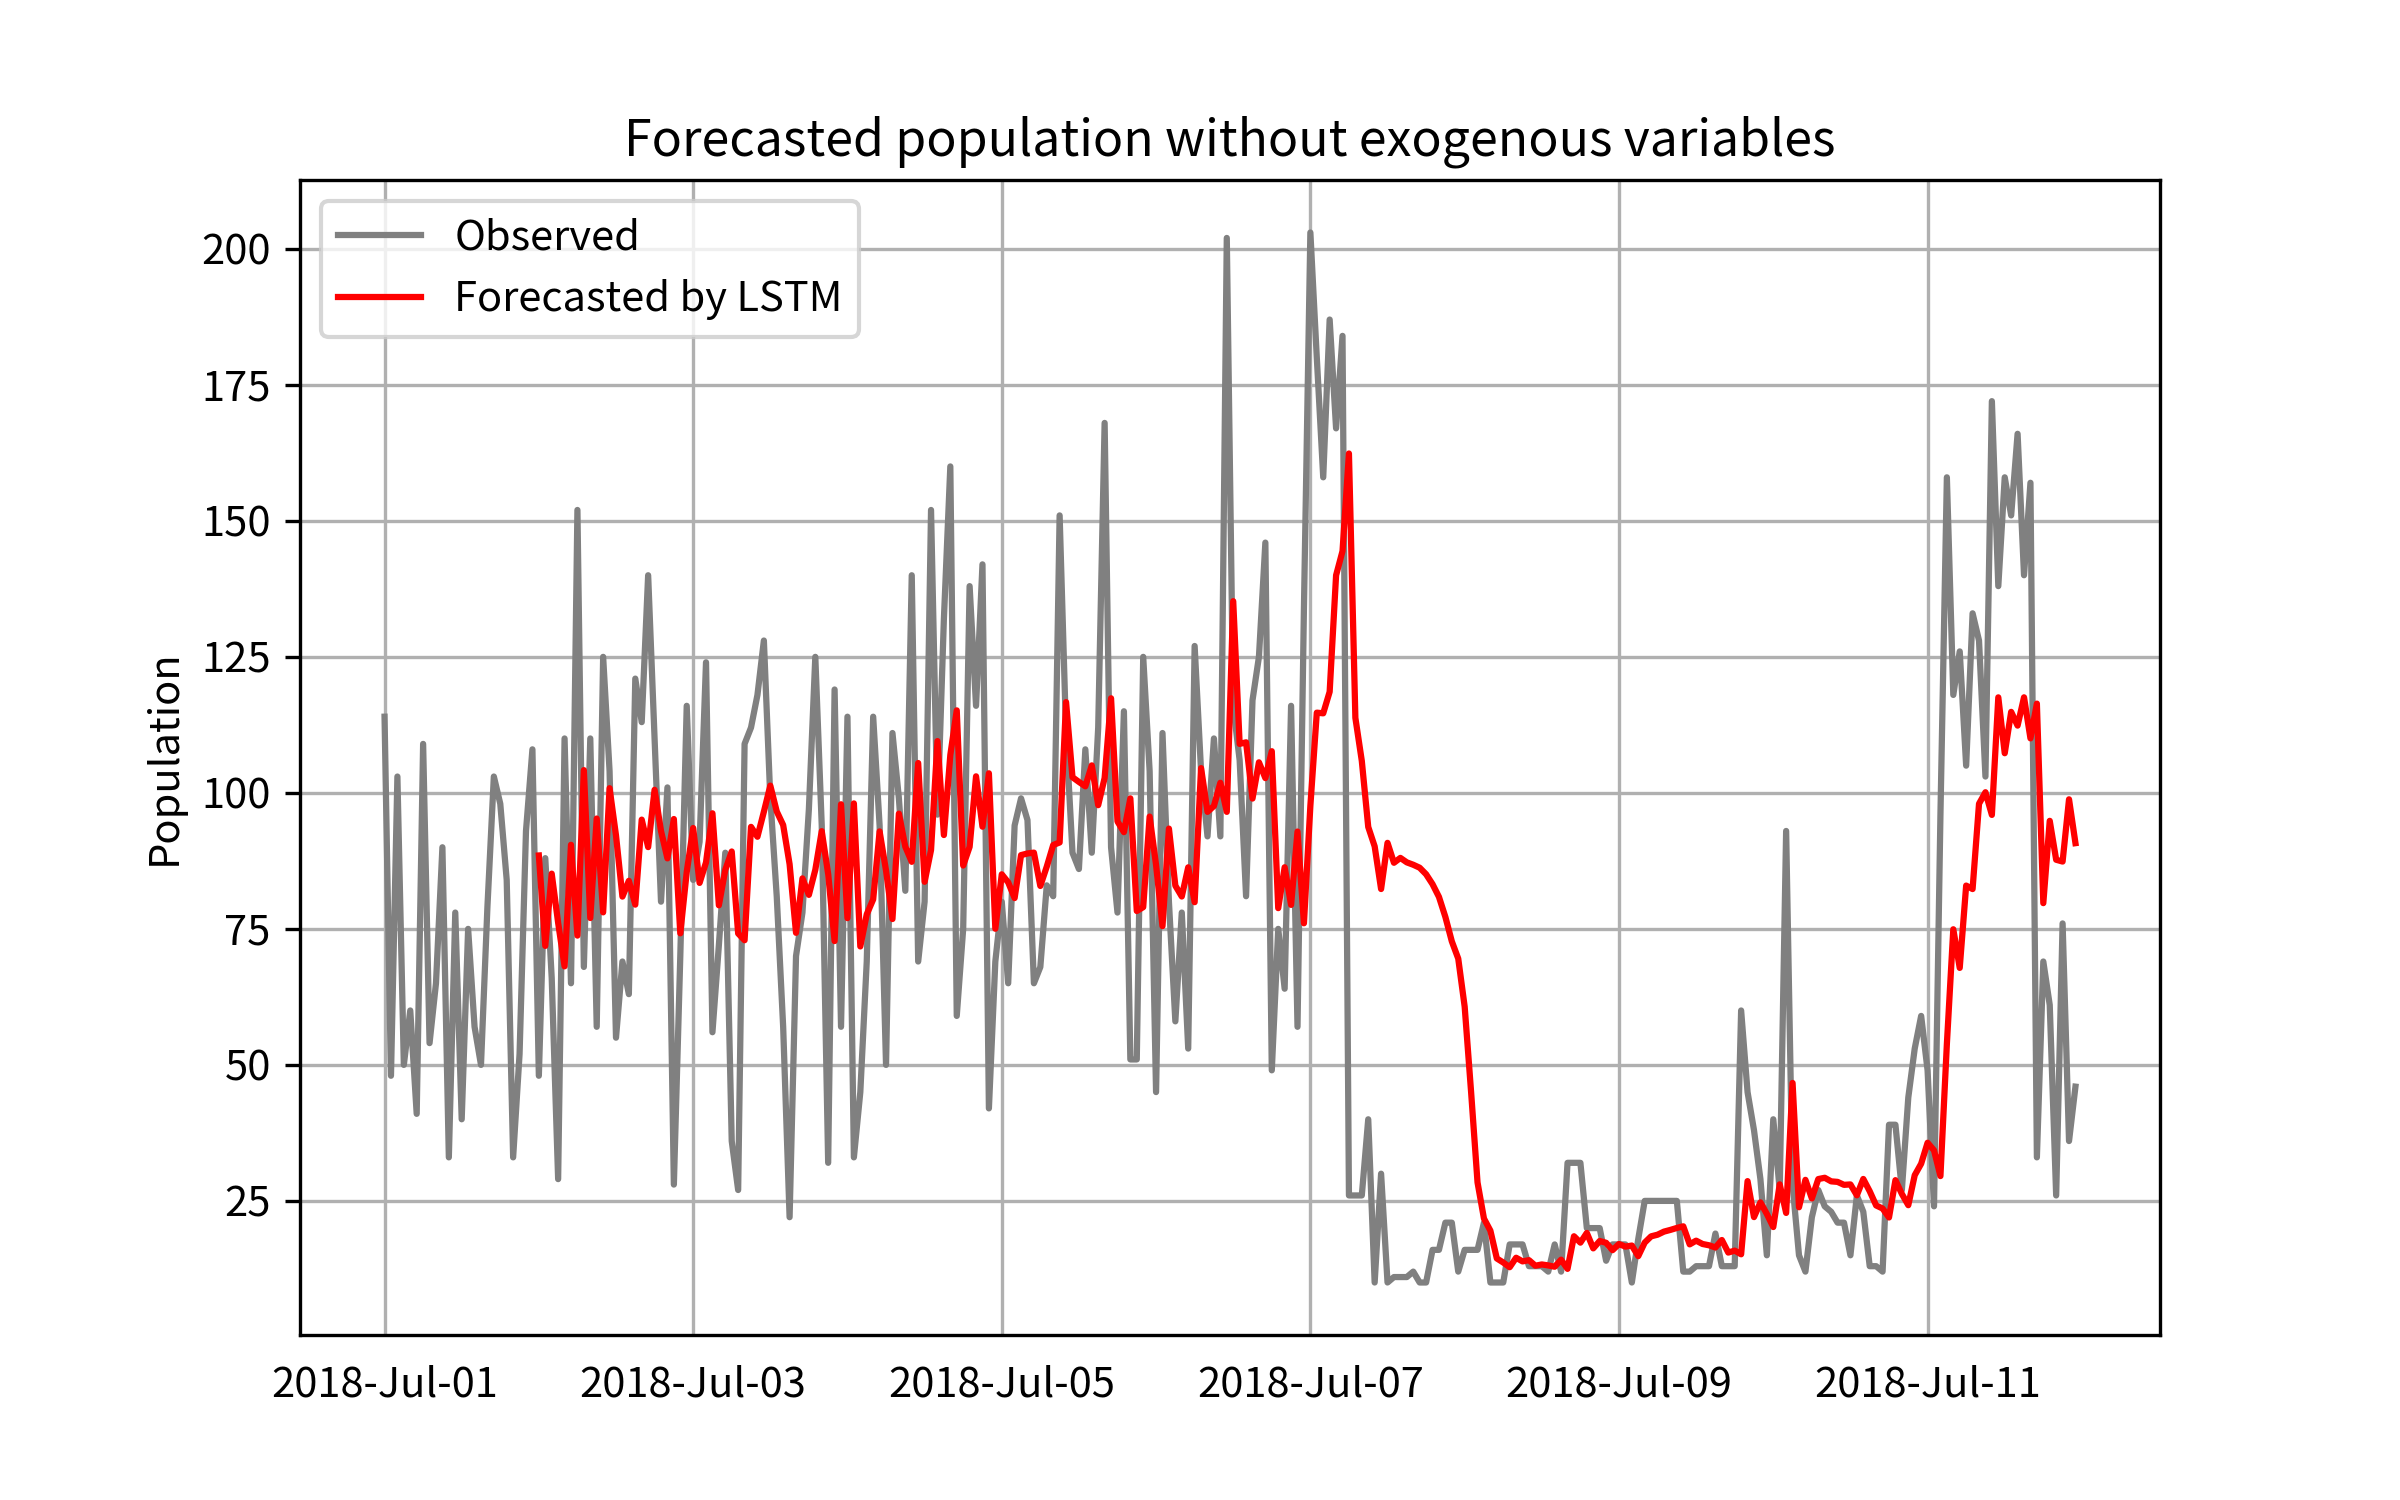 Forecasted population without exogenous variables
Observed
Forecasted by LSTM
Population
200
175
150
125
100
75
50
25
2018-Jul-01
2018-Jul-03
2018-Jul-05
2018-Jul-07
2018-Jul-09
2018-Jul-11